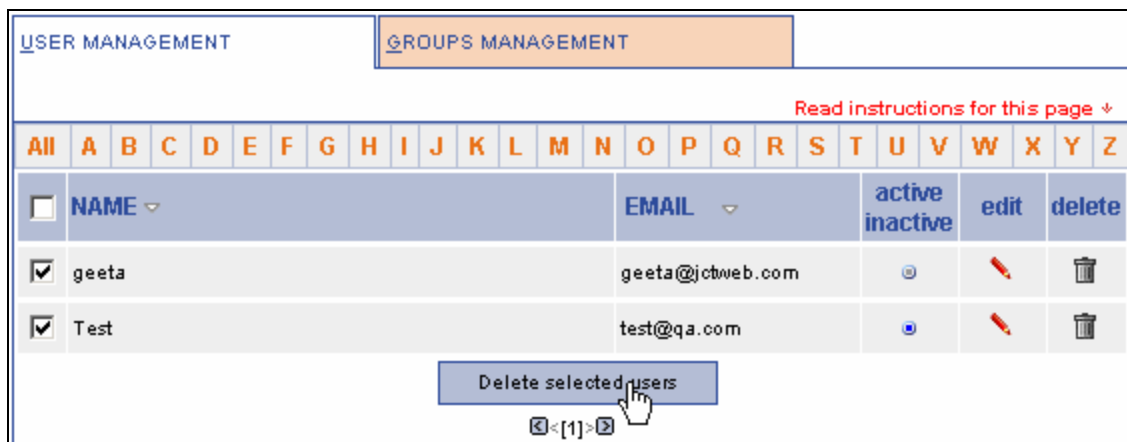 USER MANAGEMENT GROUPS MANAGEMENT
Read instructions for this page
All A B C D E F G H I J K L M N O P Q R S T U V W X Y Z
NAME EMAIL active inactive edit delete
geeta geeta@jctweb.com
Test test@qa.com
Delete selected users
<[1]>